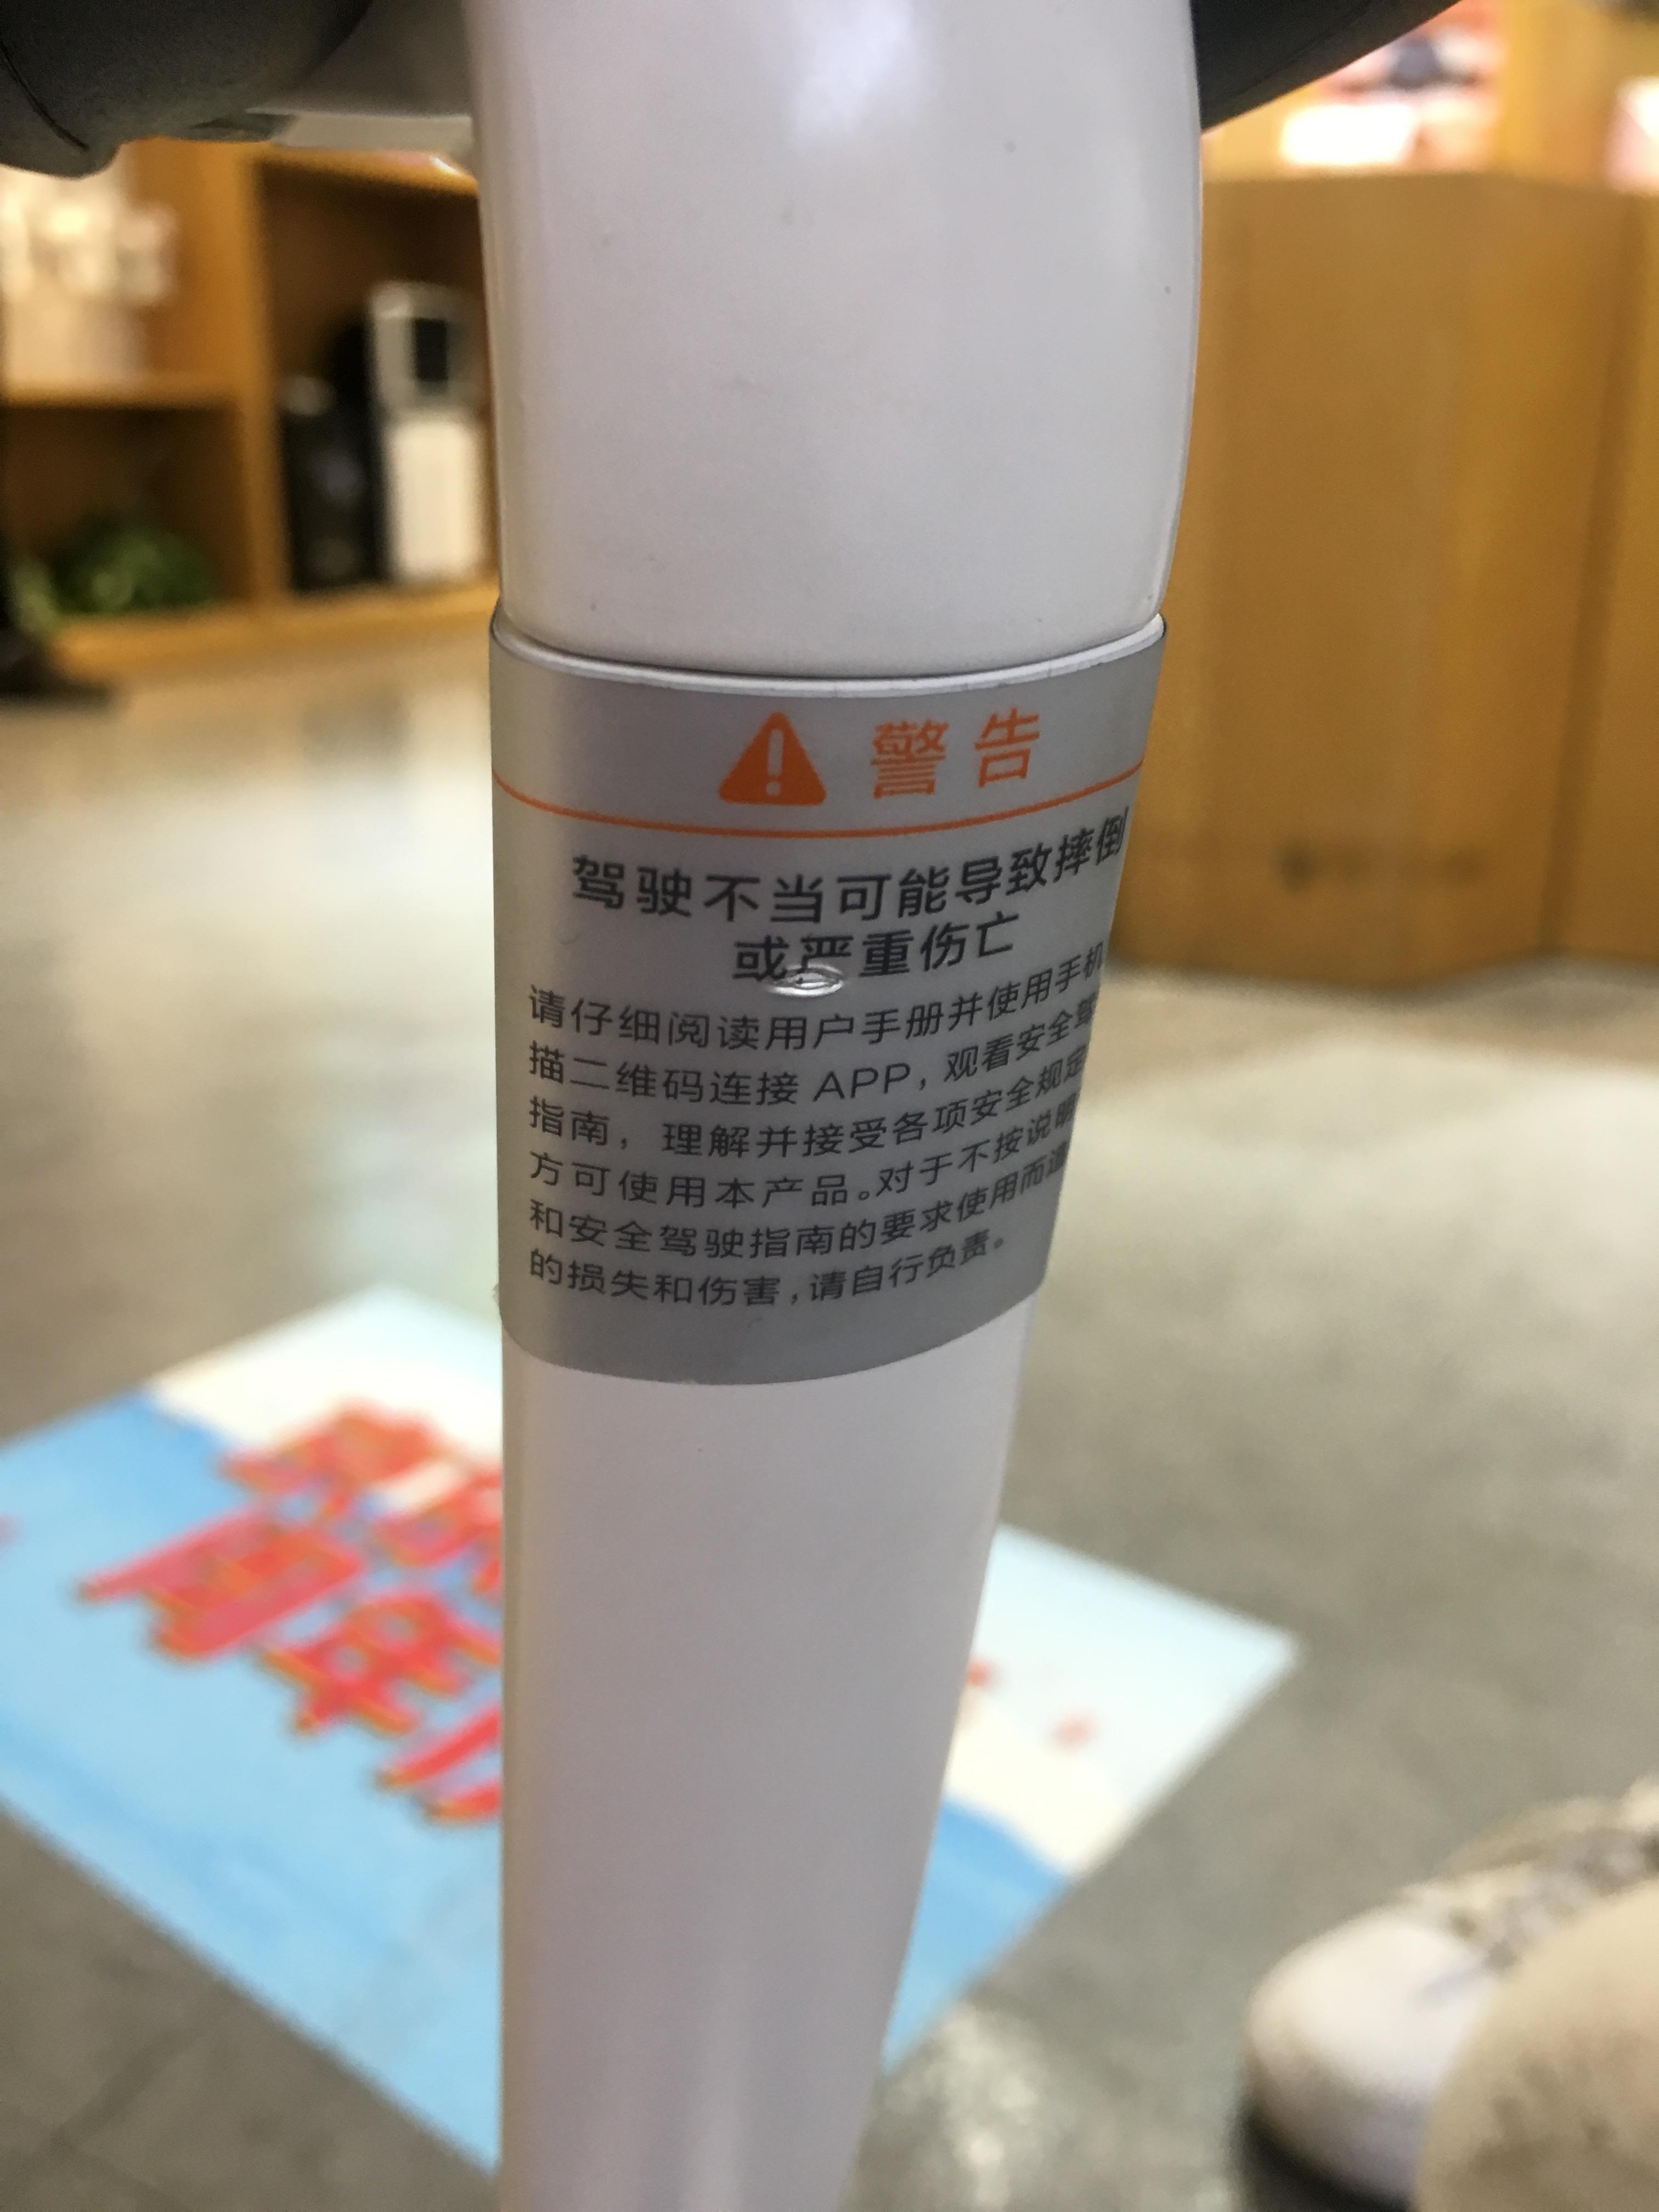 警告
驾驶不当可能导致摔倒
或严重伤亡
请仔细阅读用户手册并使用手机
描二维码连接 APP，观看安全驾
指南，理解并接受各项安全规定
方可使用本产品。对于不按说明
和安全驾驶指南的要求使用而遭
的损失和伤害，请自行负责。